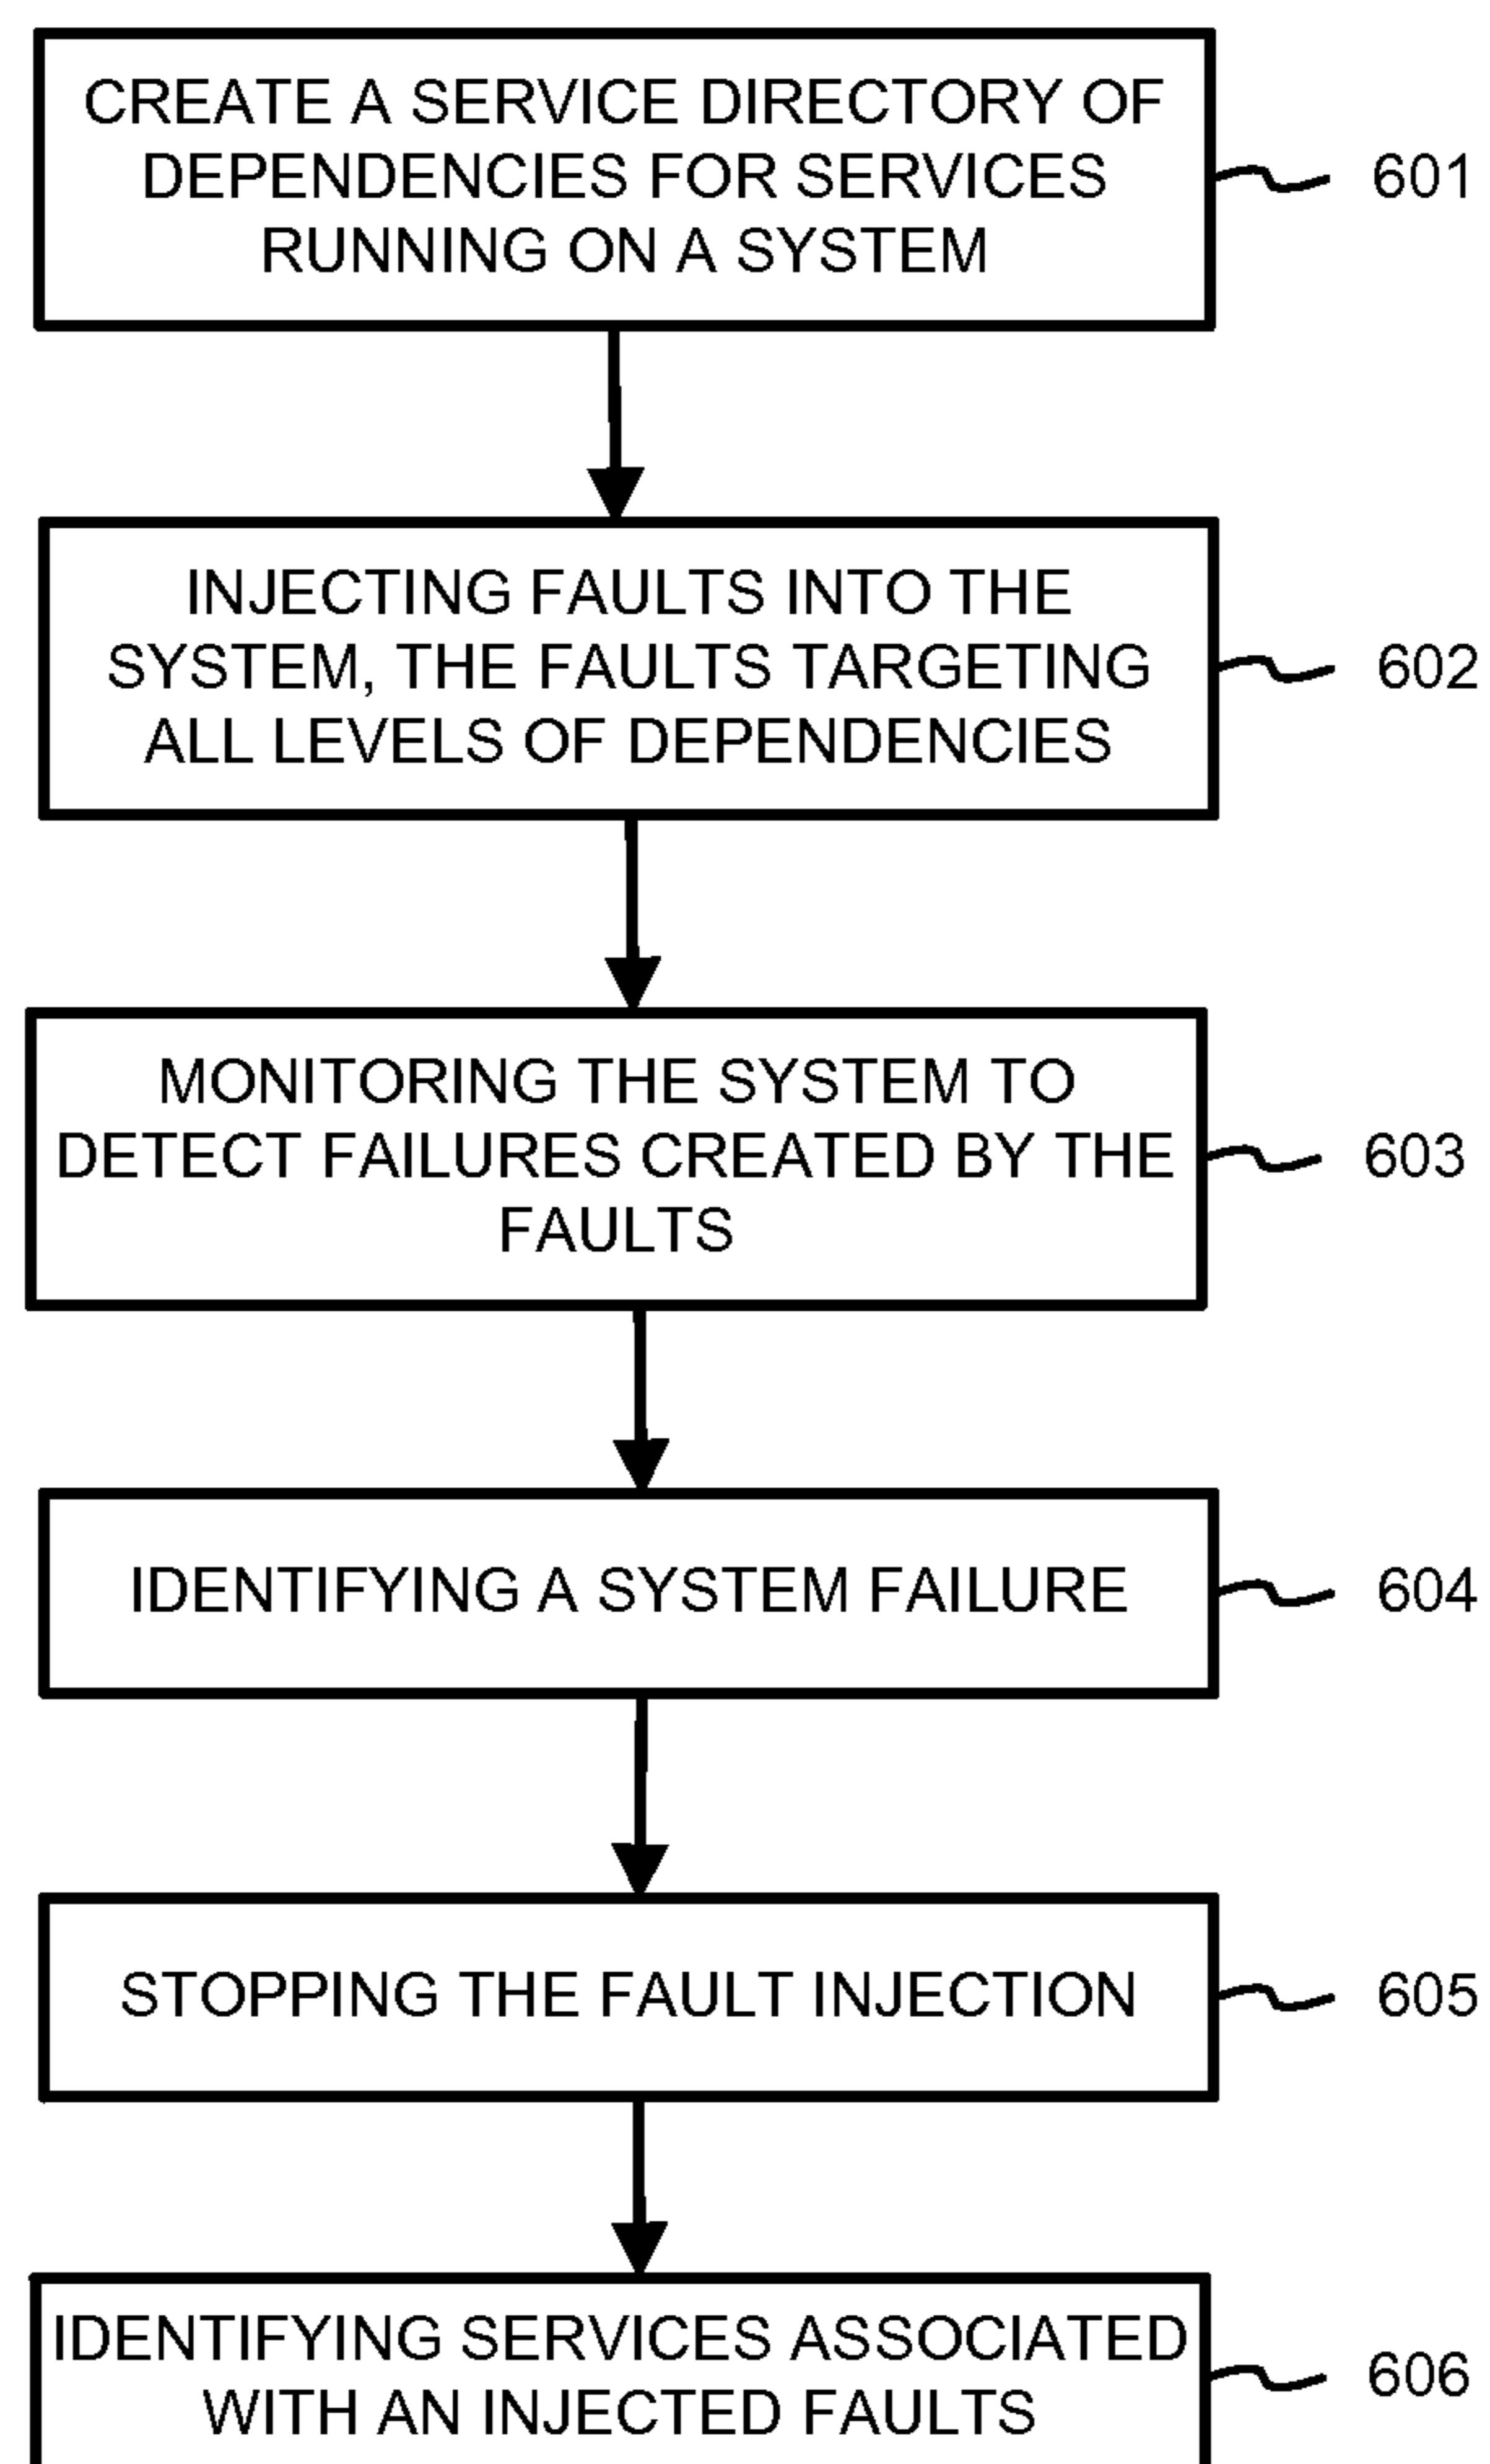 CREATE A SERVICE DIRECTORY OF
DEPENDENCIES FOR SERVICES
RUNNING ON A SYSTEM
601
INJECTING FAULTS INTO THE
SYSTEM, THE FAULTS TARGETING
ALL LEVELS OF DEPENDENCIES
602
MONITORING THE SYSTEM TO
DETECT FAILURES CREATED BY THE
FAULTS
603
IDENTIFYING A SYSTEM FAILURE
604
STOPPING THE FAULT INJECTION
605
IDENTIFYING SERVICES ASSOCIATED
WITH AN INJECTED FAULTS
606